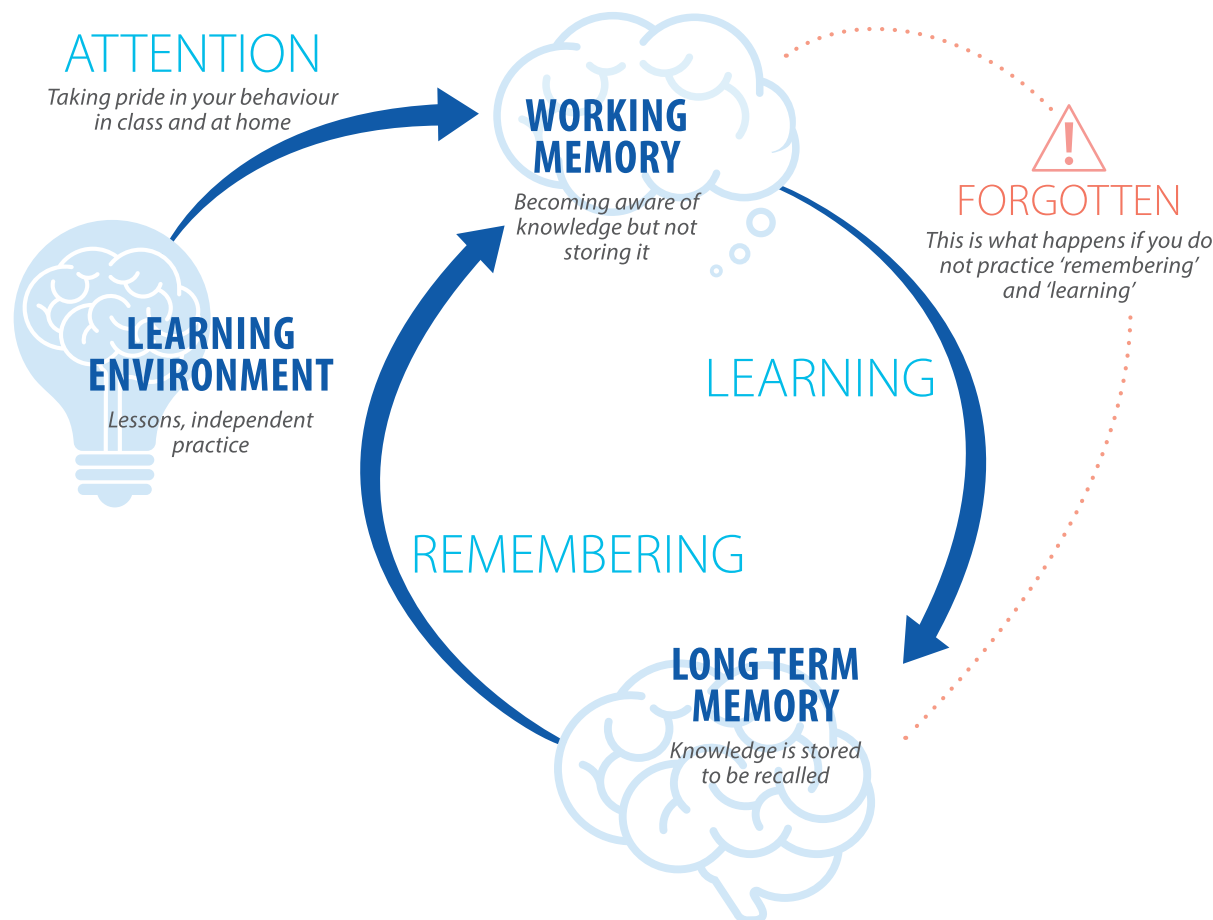 ATTENTION
Taking pride in your behaviour
in class and at home
WORKING
MEMORY
Becoming aware of
knowledge but not
storing it
FORGOTTEN
This is what happens if you do
not practice ‘remembering’
and ‘learning’
LEARNING
ENVIRONMENT
Lessons, independent
practice
LEARNING
REMEMBERING
LONG TERM
MEMORY
Knowledge is stored
to be recalled